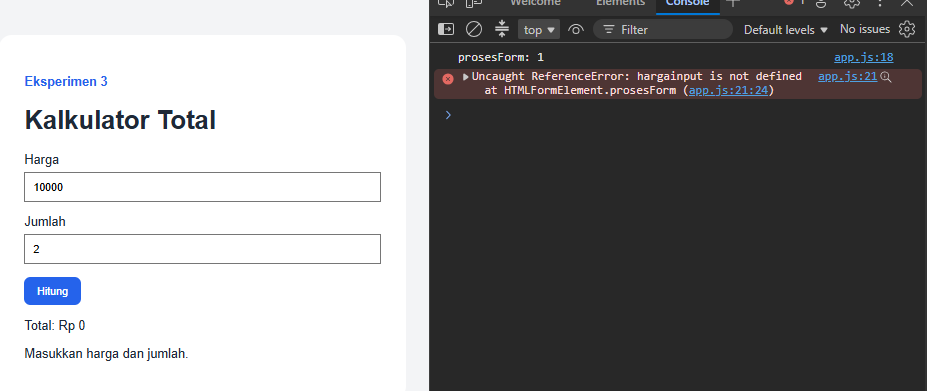 Eksperimen 3
Kalkulator Total
Harga
10000
Jumlah
2
Hitung
Total: Rp 0
Masukkan harga dan jumlah.
Welcome Elements Console
1
top Filter Default levels No issues
prosesForm: 1 app.js:18
Uncaught ReferenceError: hargainput is not defined app.js:21
at HTMLFormElement.prosesForm (app.js:21:24)